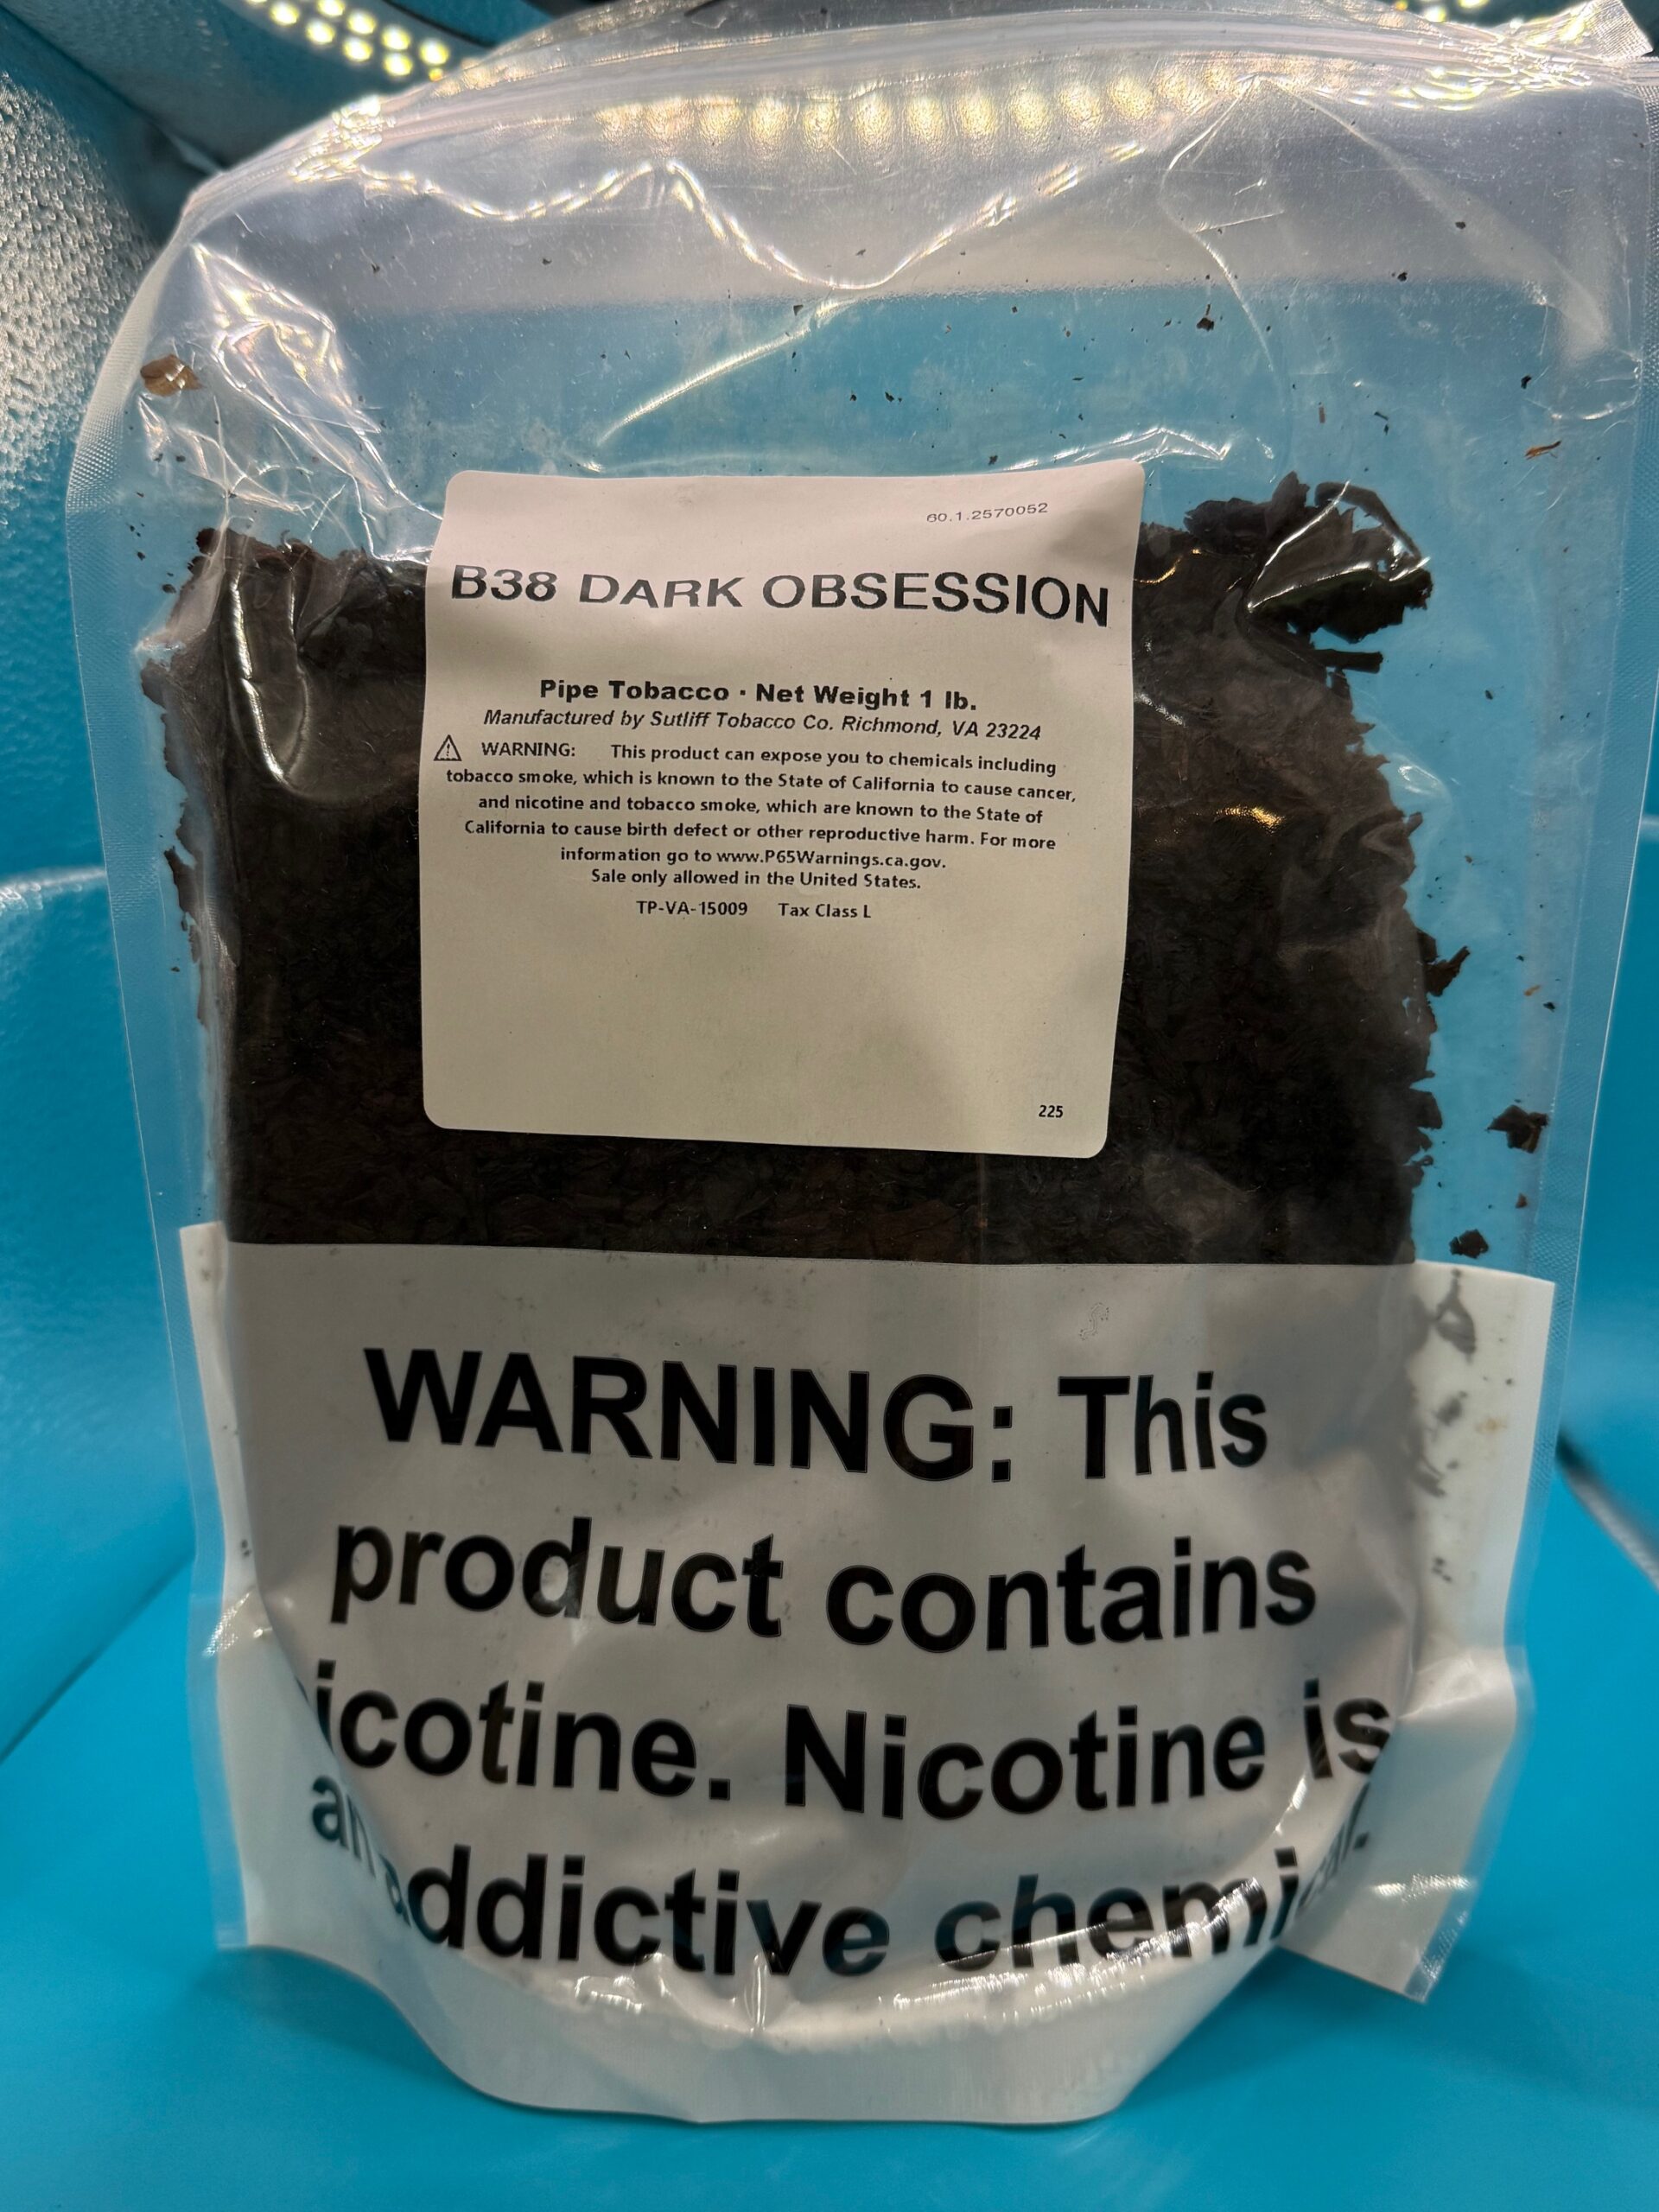 60.1.2570052
B38 DARK OBSESSION
Pipe Tobacco · Net Weight 1 lb.
Manufactured by Sutliff Tobacco Co. Richmond, VA 23224
⚠ WARNING: This product can expose you to chemicals including
tobacco smoke, which is known to the State of California to cause cancer,
and nicotine and tobacco smoke, which are known to the State of
California to cause birth defect or other reproductive harm. For more
information go to www.P65Warnings.ca.gov.
Sale only allowed in the United States.
TP-VA-15009 Tax Class L
225
WARNING: This
product contains
nicotine. Nicotine is
an addictive chemical.